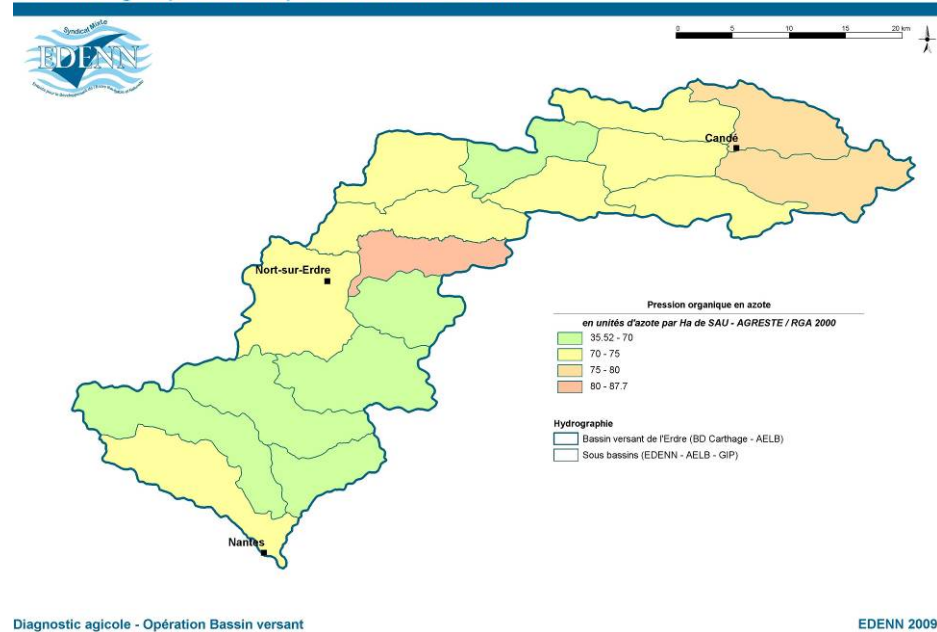 Syndicat Mixte
EDENN
0 5 10 15 20 km
Candé
Nort-sur-Erdre
Nantes
Pression organique en azote
en unités d'azote par Ha de SAU - AGRESTE / RGA 2000
35.52 - 70
70 - 75
75 - 80
80 - 87.7
Hydrographie
Bassin versant de l'Erdre (BD Carthage - AELB)
Sous bassins (EDENN - AELB - GIP)
Diagnostic agricole - Opération Bassin versant
EDENN 2009